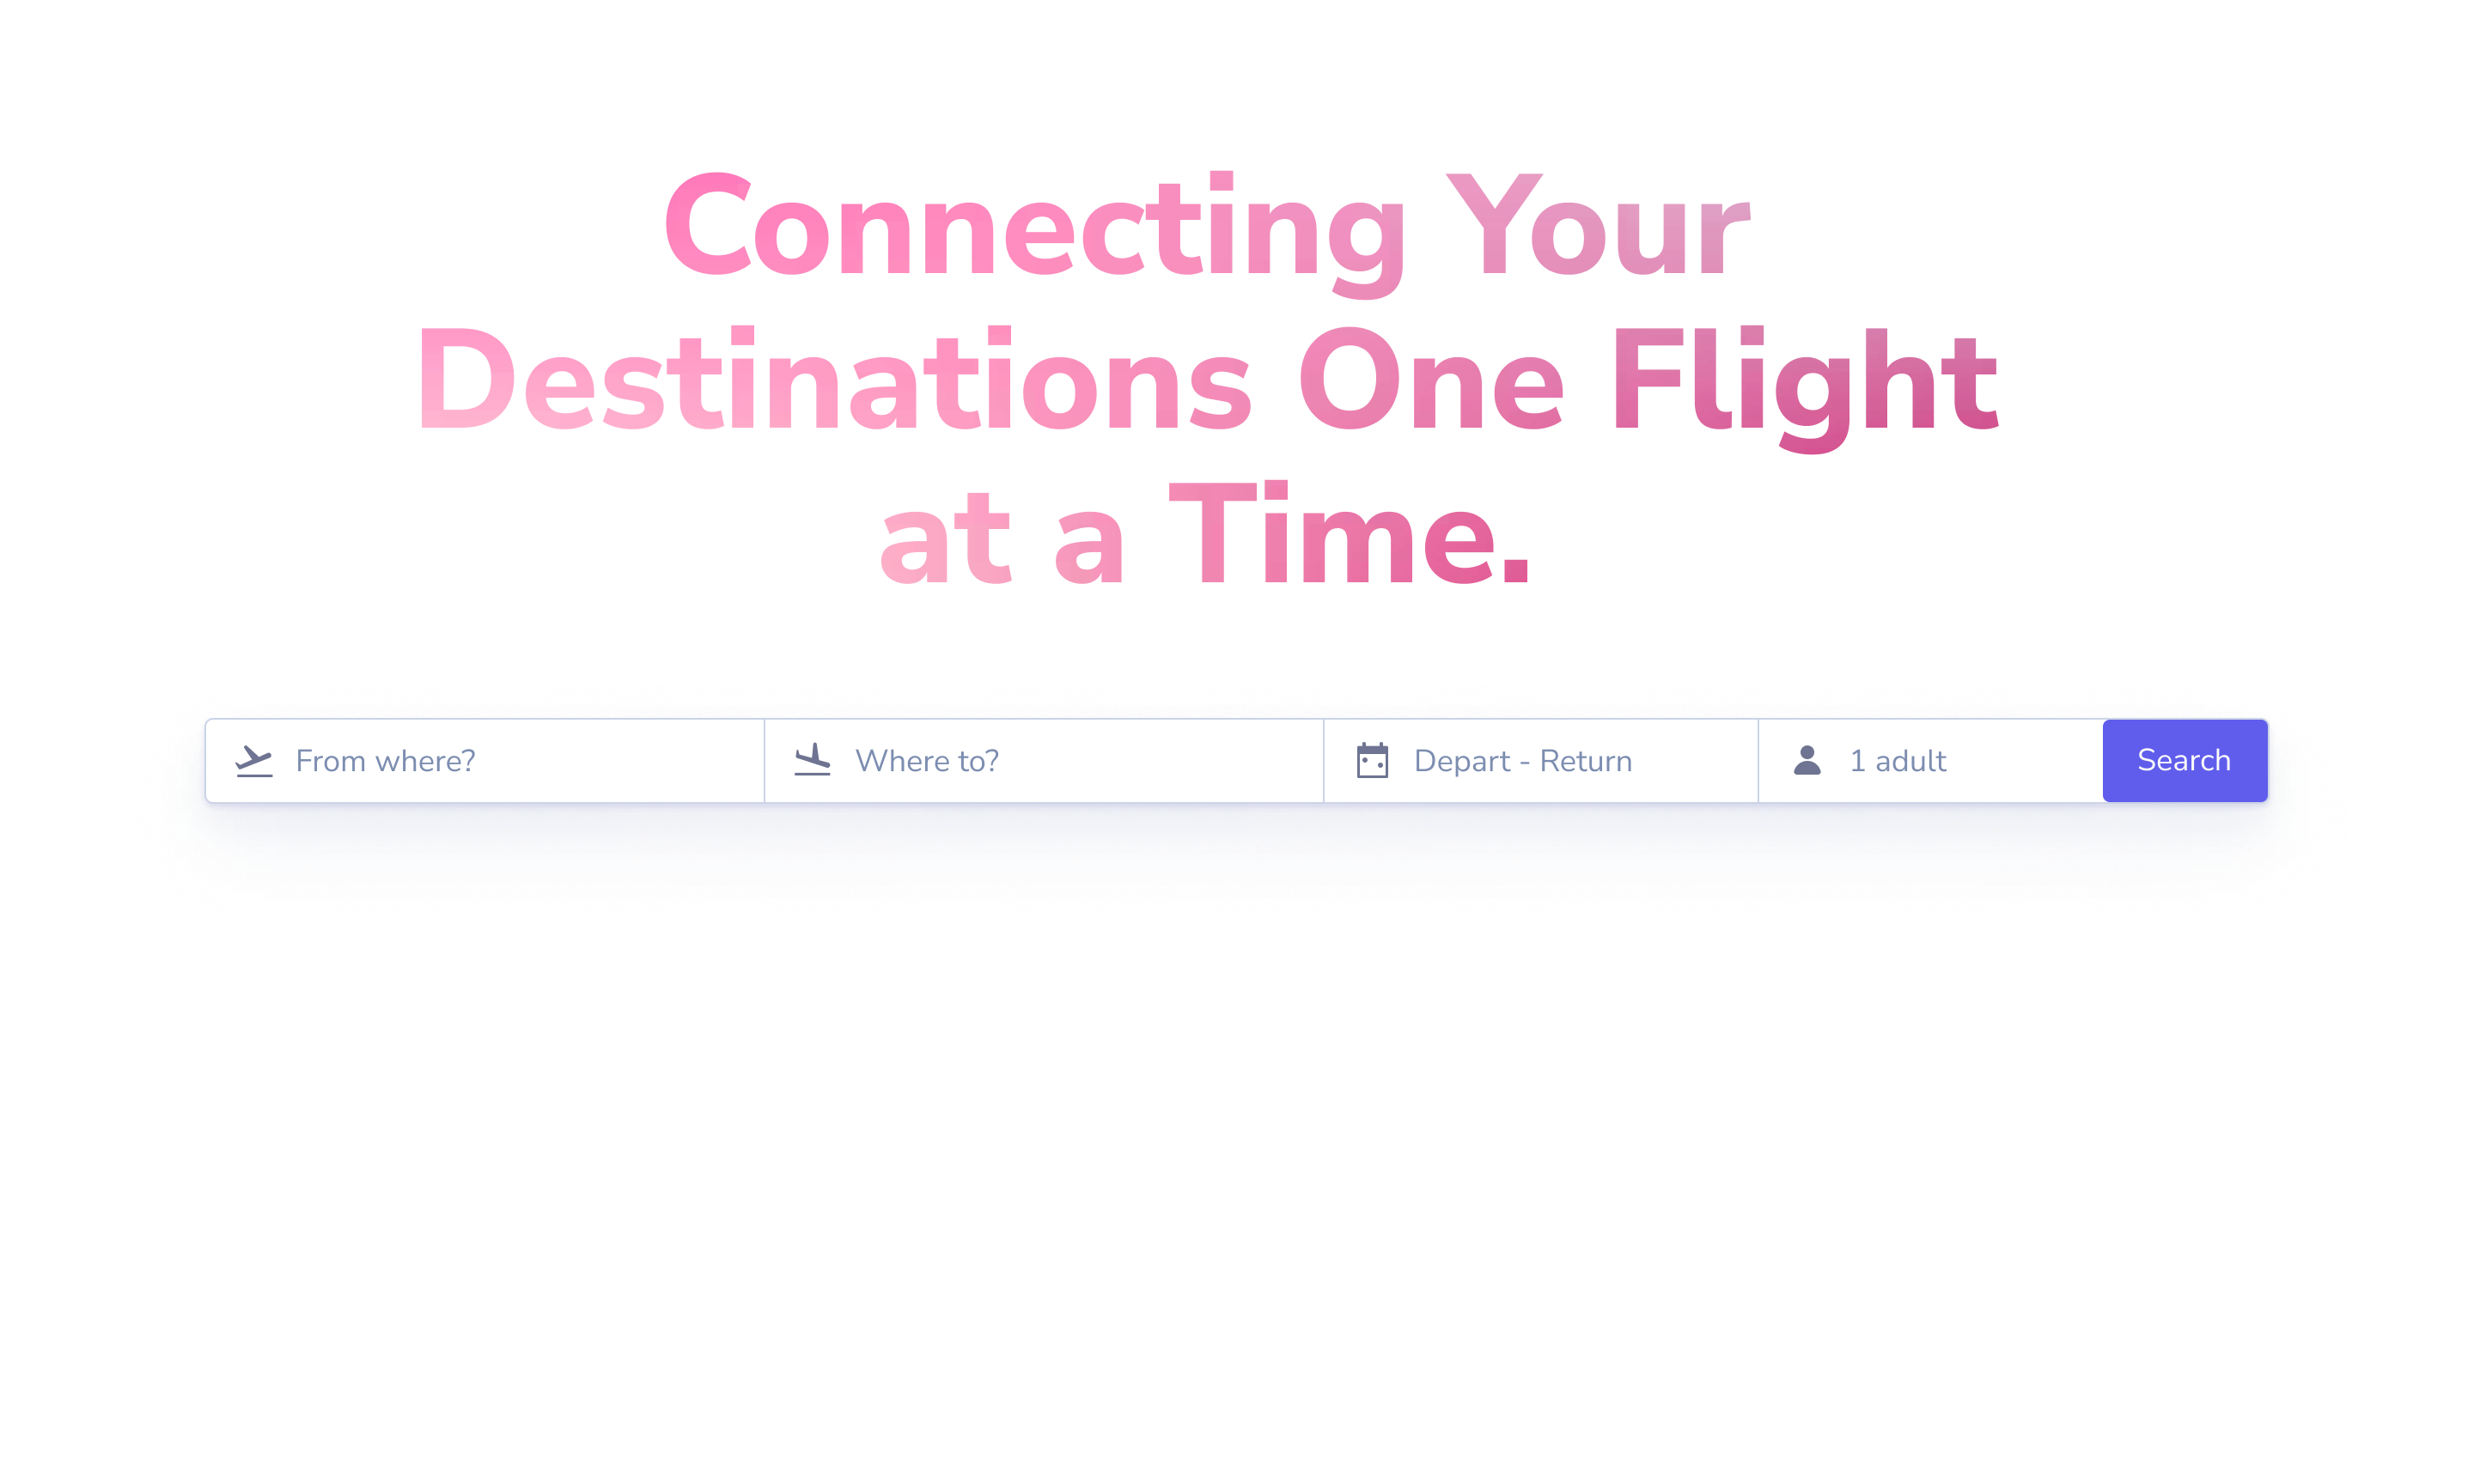 Connecting Your
Destinations One Flight
at a Time.
From where?
Where to?
Depart - Return
1 adult
Search